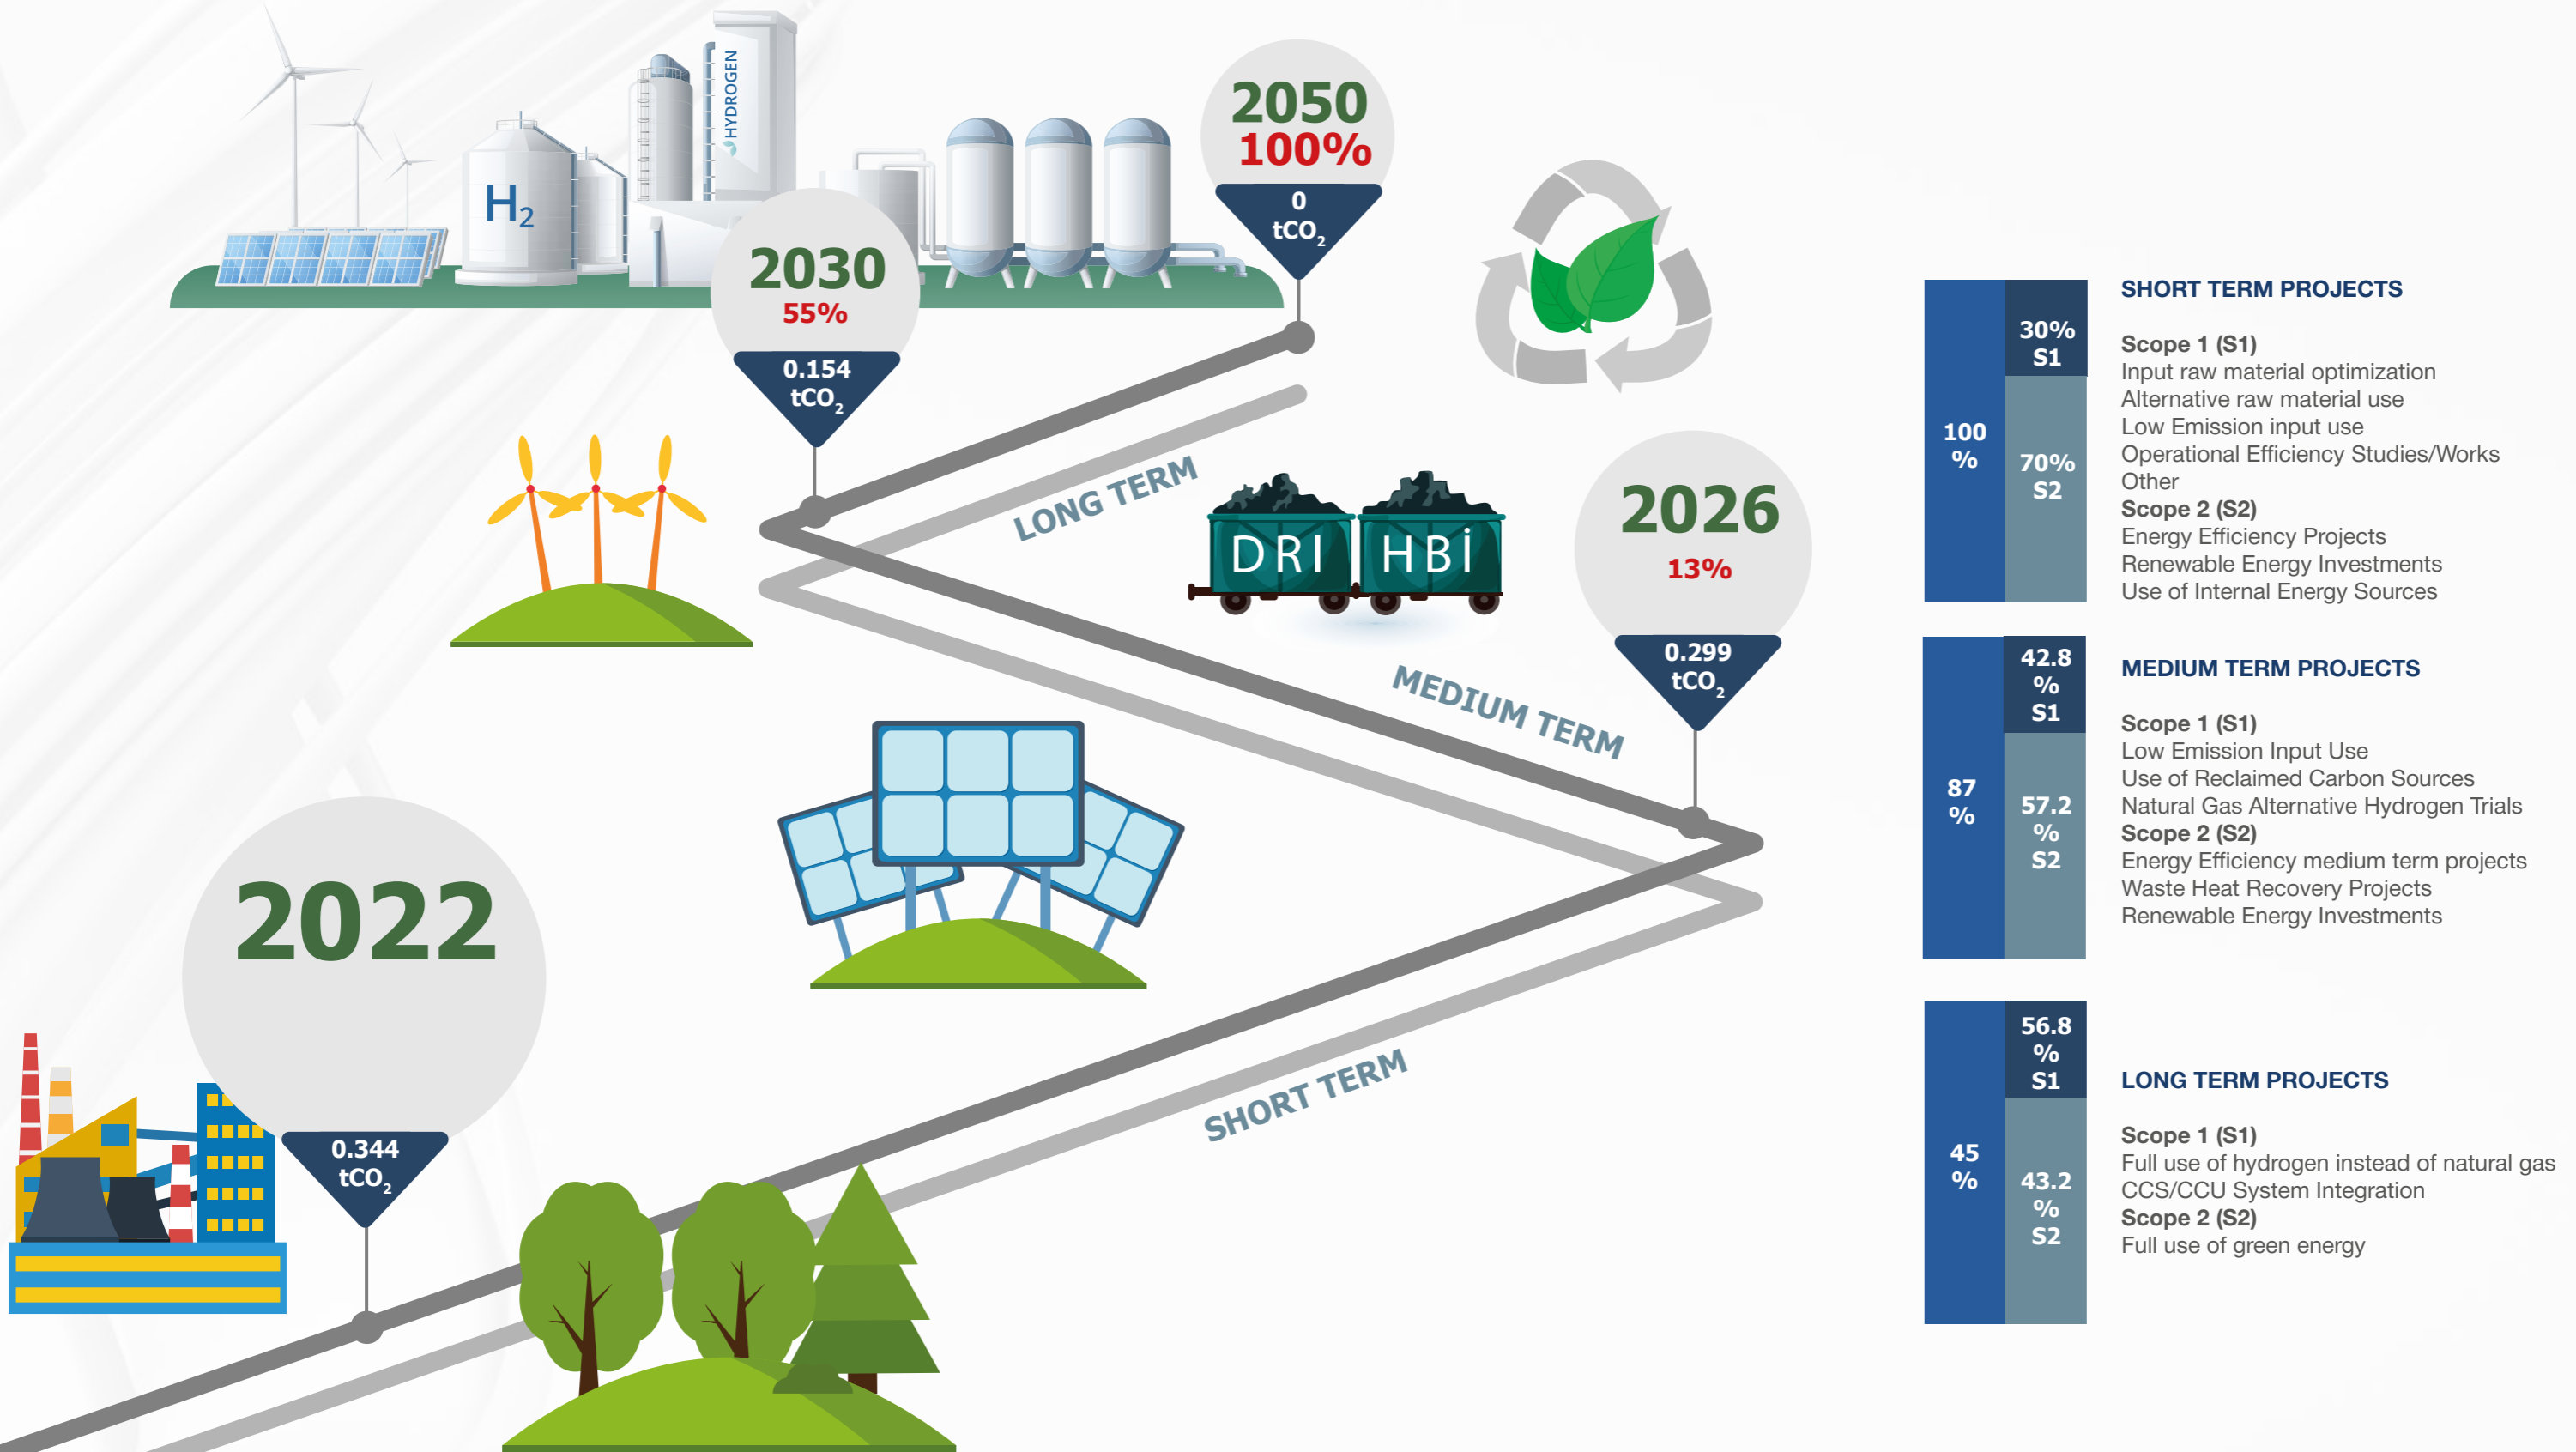 HYDROGEN
H2
2050
100%
0
tCO2
2030
55%
0.154
tCO2
LONG TERM
DRI HBİ
2026
13%
0.299
tCO2
MEDIUM TERM
2022
0.344
tCO2
SHORT TERM
100
%
30%
S1
70%
S2
SHORT TERM PROJECTS
Scope 1 (S1)
Input raw material optimization
Alternative raw material use
Low Emission input use
Operational Efficiency Studies/Works
Other
Scope 2 (S2)
Energy Efficiency Projects
Renewable Energy Investments
Use of Internal Energy Sources
87
%
42.8
%
S1
57.2
%
S2
MEDIUM TERM PROJECTS
Scope 1 (S1)
Low Emission Input Use
Use of Reclaimed Carbon Sources
Natural Gas Alternative Hydrogen Trials
Scope 2 (S2)
Energy Efficiency medium term projects
Waste Heat Recovery Projects
Renewable Energy Investments
45
%
56.8
%
S1
43.2
%
S2
LONG TERM PROJECTS
Scope 1 (S1)
Full use of hydrogen instead of natural gas
CCS/CCU System Integration
Scope 2 (S2)
Full use of green energy